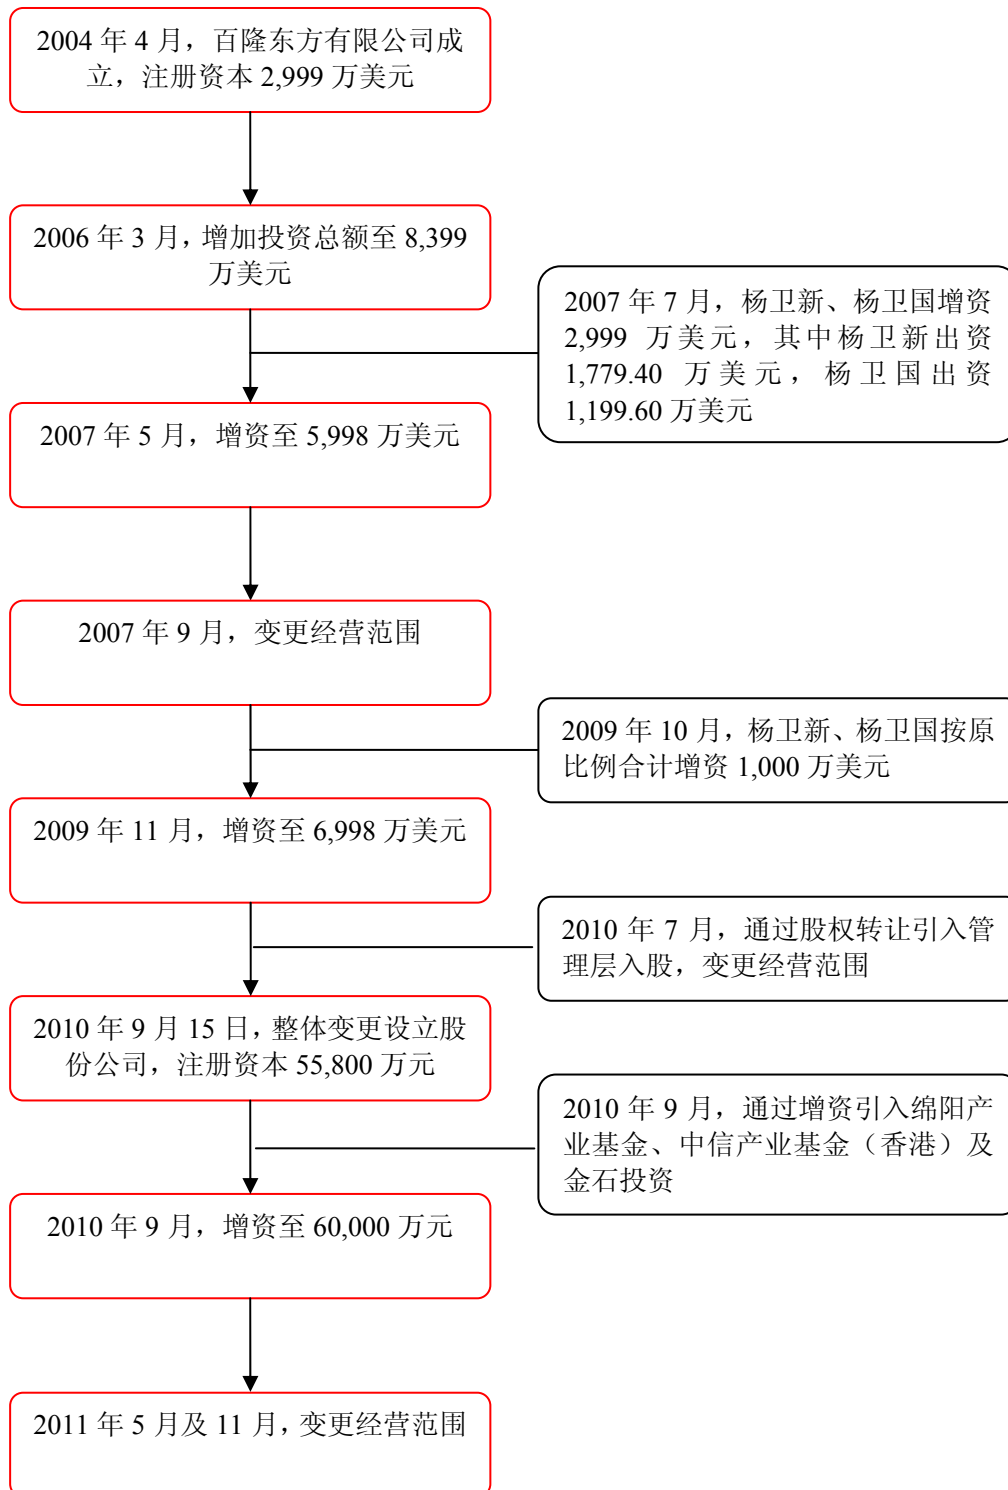 2004 年 4 月，百隆东方有限公司成
立，注册资本 2,999 万美元
2006 年 3 月，增加投资总额至 8,399
万美元
2007 年 7 月，杨卫新、杨卫国增资
2,999 万美元，其中杨卫新出资
1,779.40 万美元，杨卫国出资
1,199.60 万美元
2007 年 5 月，增资至 5,998 万美元
2007 年 9 月，变更经营范围
2009 年 10 月，杨卫新、杨卫国按原
比例合计增资 1,000 万美元
2009 年 11 月，增资至 6,998 万美元
2010 年 7 月，通过股权转让引入管
理层入股，变更经营范围
2010 年 9 月 15 日，整体变更设立股
份公司，注册资本 55,800 万元
2010 年 9 月，通过增资引入绵阳产
业基金、中信产业基金（香港）及
金石投资
2010 年 9 月，增资至 60,000 万元
2011 年 5 月及 11 月，变更经营范围